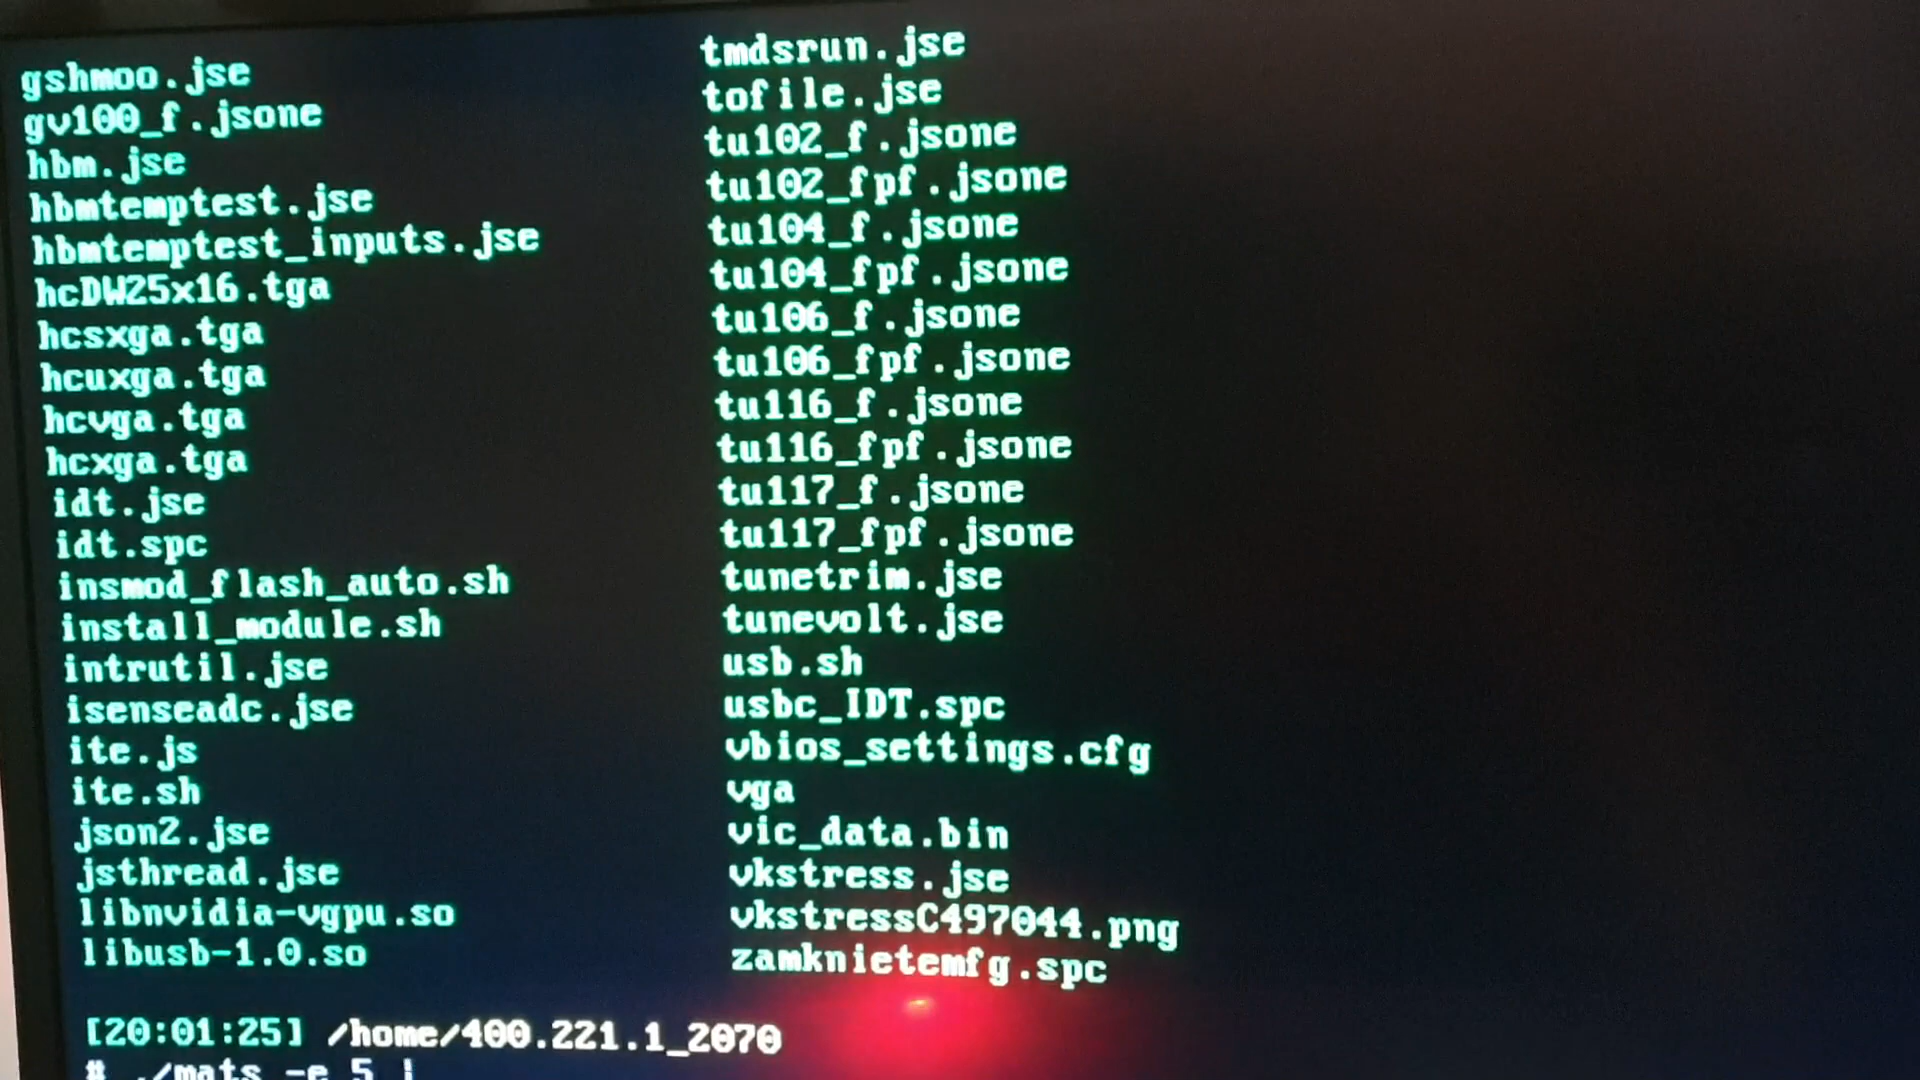 gshmoo.jse
gv100_f.jsone
hbm.jse
hbmtemptest.jse
hbmtemptest_inputs.jse
hcDW25x16.tga
hcsxga.tga
hcuxga.tga
hcvga.tga
hcxga.tga
idt.jse
idt.spc
insmod_flash_auto.sh
install_module.sh
intrutil.jse
isenseadc.jse
ite.js
ite.sh
json2.jse
jsthread.jse
libnvidia-vgpu.so
libusb-1.0.so
tmdsrun.jse
tofile.jse
tu102_f.jsone
tu102_fpf.jsone
tu104_f.jsone
tu104_fpf.jsone
tu106_f.jsone
tu106_fpf.jsone
tu116_f.jsone
tu116_fpf.jsone
tu117_f.jsone
tu117_fpf.jsone
tunetrim.jse
tunevolt.jse
usb.sh
usbc_IDT.spc
vbios_settings.cfg
vga
vic_data.bin
vkstress.jse
vkstressC497044.png
zamknietemfg.spc
[20:01:25] /home/400.221.1_2070
# ./mats -e 5